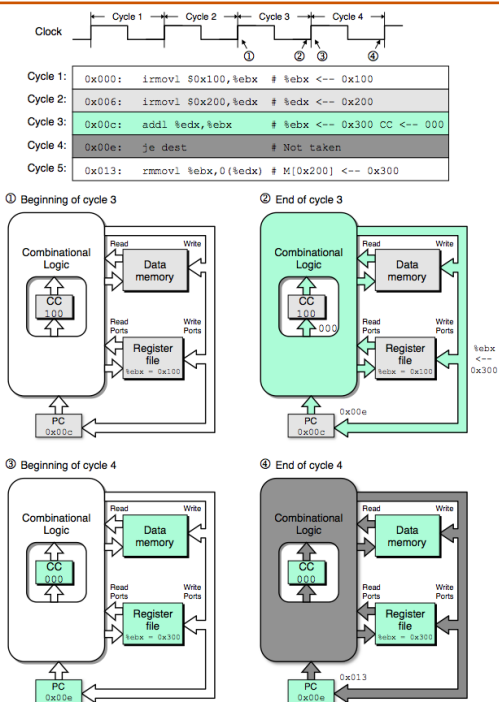 Cycle 1 Cycle 2 Cycle 3 Cycle 4
Clock
① ② ③ ④
Cycle 1: 0x000: irmovl $0x100,%ebx # %ebx <-- 0x100
Cycle 2: 0x006: irmovl $0x200,%edx # %edx <-- 0x200
Cycle 3: 0x00c: addl %edx,%ebx # %ebx <-- 0x300 CC <-- 000
Cycle 4: 0x00e: je dest # Not taken
Cycle 5: 0x013: rmmovl %ebx,0(%edx) # M[0x200] <-- 0x300
① Beginning of cycle 3
Combinational
Logic
CC
100
Read
Write
Data
memory
Read
Ports
Write
Ports
Register
file
%ebx = 0x100
PC
0x00c
② End of cycle 3
Combinational
Logic
CC
100
000
Read
Write
Data
memory
Read
Ports
Write
Ports
Register
file
%ebx = 0x100
%ebx
<--
0x300
0x00e
PC
0x00c
③ Beginning of cycle 4
Combinational
Logic
CC
000
Read
Write
Data
memory
Read
Ports
Write
Ports
Register
file
%ebx = 0x300
PC
0x00e
④ End of cycle 4
Combinational
Logic
CC
000
Read
Write
Data
memory
Read
Ports
Write
Ports
Register
file
%ebx = 0x300
0x013
PC
0x00e